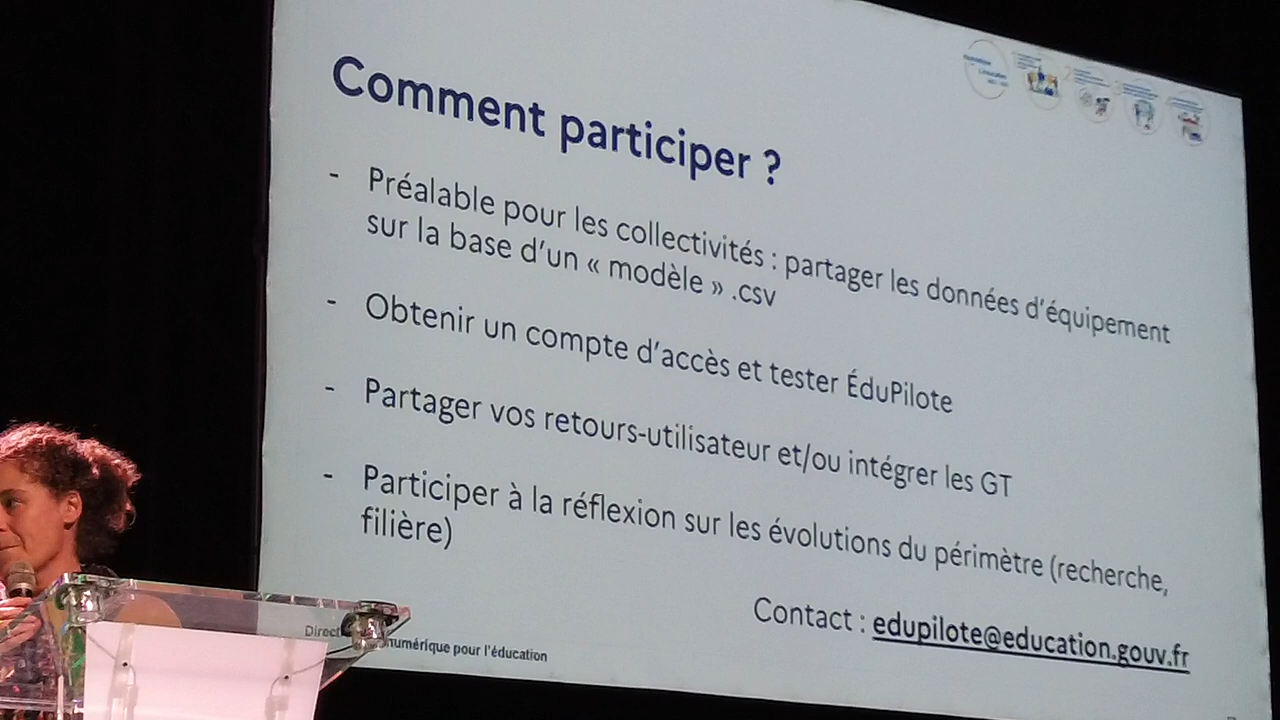 Comment participer ?
- Préalable pour les collectivités : partager les données d'équipement
sur la base d'un « modèle » .csv
- Obtenir un compte d'accès et tester ÉduPilote
- Partager vos retours-utilisateur et/ou intégrer les GT
- Participer à la réflexion sur les évolutions du périmètre (recherche,
filière)
Contact : edupilote@education.gouv.fr
numérique pour l'éducation